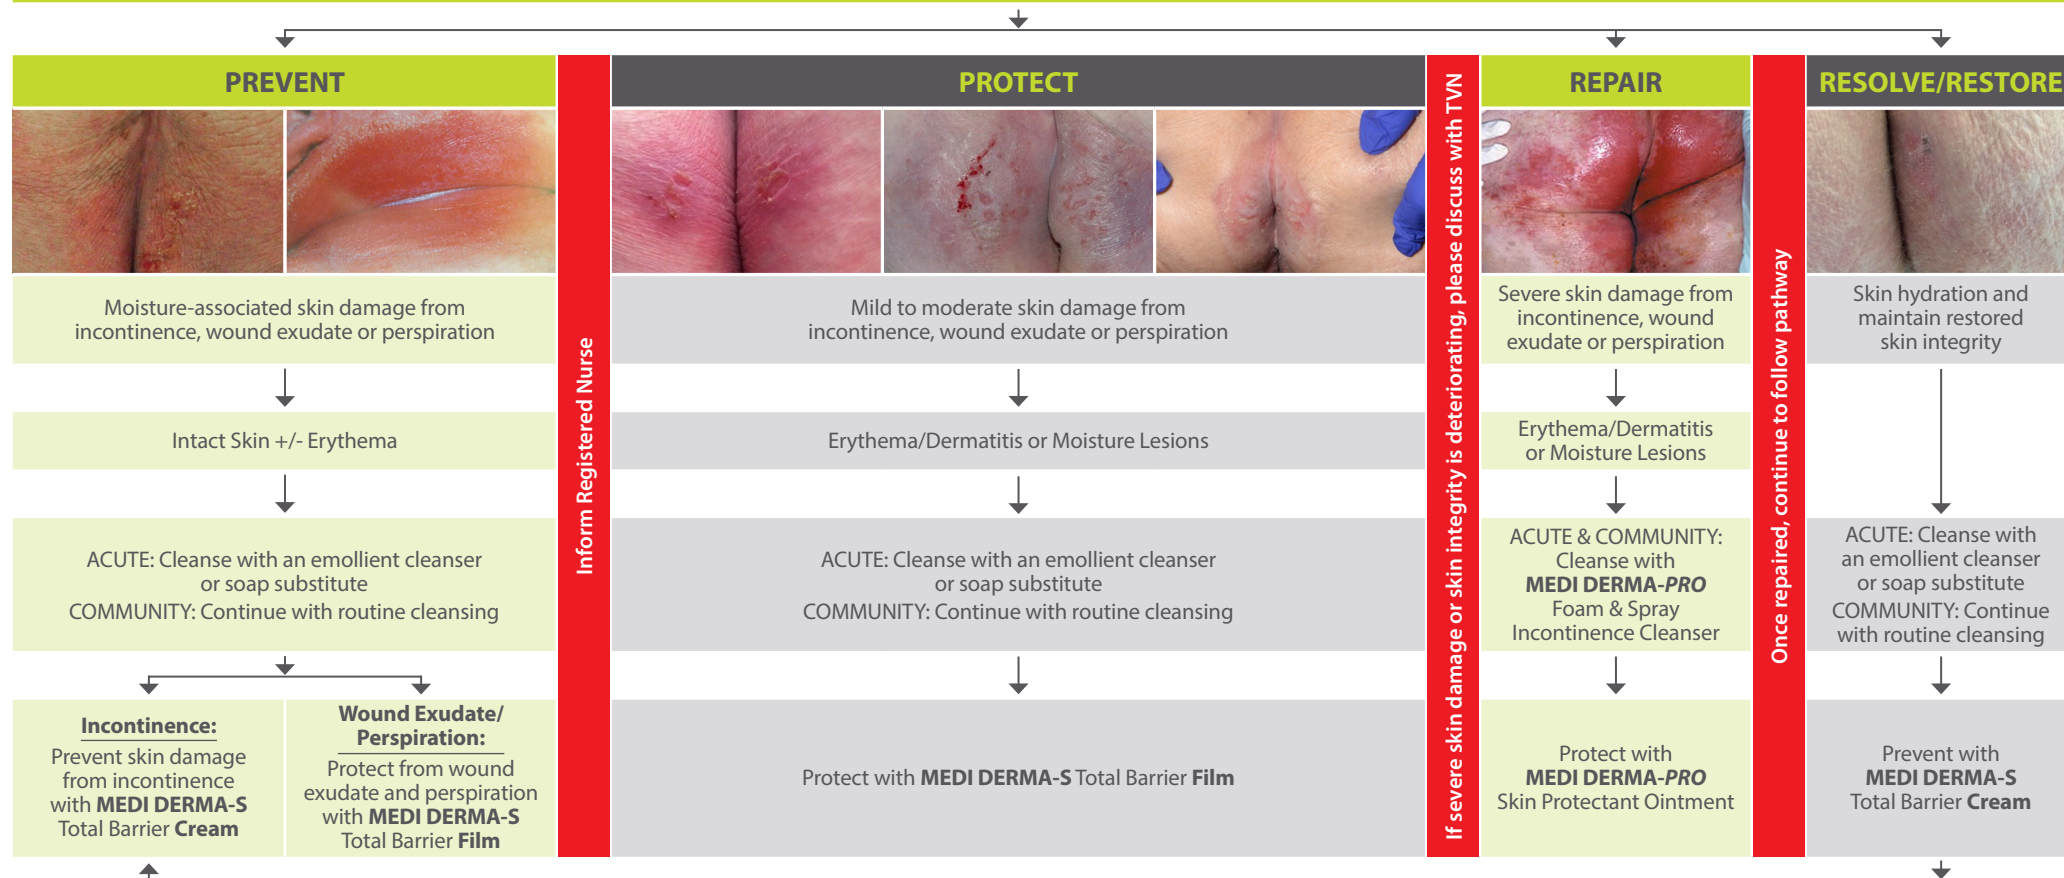 PREVENT
Moisture-associated skin damage from
incontinence, wound exudate or perspiration
Intact Skin +/- Erythema
ACUTE: Cleanse with an emollient cleanser
or soap substitute
COMMUNITY: Continue with routine cleansing
Incontinence:
Prevent skin damage
from incontinence
with MEDI DERMA-S
Total Barrier Cream
Wound Exudate/
Perspiration:
Protect from wound
exudate and perspiration
with MEDI DERMA-S
Total Barrier Film
Inform Registered Nurse
PROTECT
Mild to moderate skin damage from
incontinence, wound exudate or perspiration
Erythema/Dermatitis or Moisture Lesions
ACUTE: Cleanse with an emollient cleanser
or soap substitute
COMMUNITY: Continue with routine cleansing
Protect with MEDI DERMA-S Total Barrier Film
If severe skin damage or skin integrity is deteriorating, please discuss with TVN
REPAIR
Severe skin damage from
incontinence, wound
exudate or perspiration
Erythema/Dermatitis
or Moisture Lesions
ACUTE & COMMUNITY:
Cleanse with
MEDI DERMA-PRO
Foam & Spray
Incontinence Cleanser
Protect with
MEDI DERMA-PRO
Skin Protectant Ointment
Once repaired, continue to follow pathway
RESOLVE/RESTORE
Skin hydration and
maintain restored
skin integrity
ACUTE: Cleanse with
an emollient cleanser
or soap substitute
COMMUNITY: Continue
with routine cleansing
Prevent with
MEDI DERMA-S
Total Barrier Cream